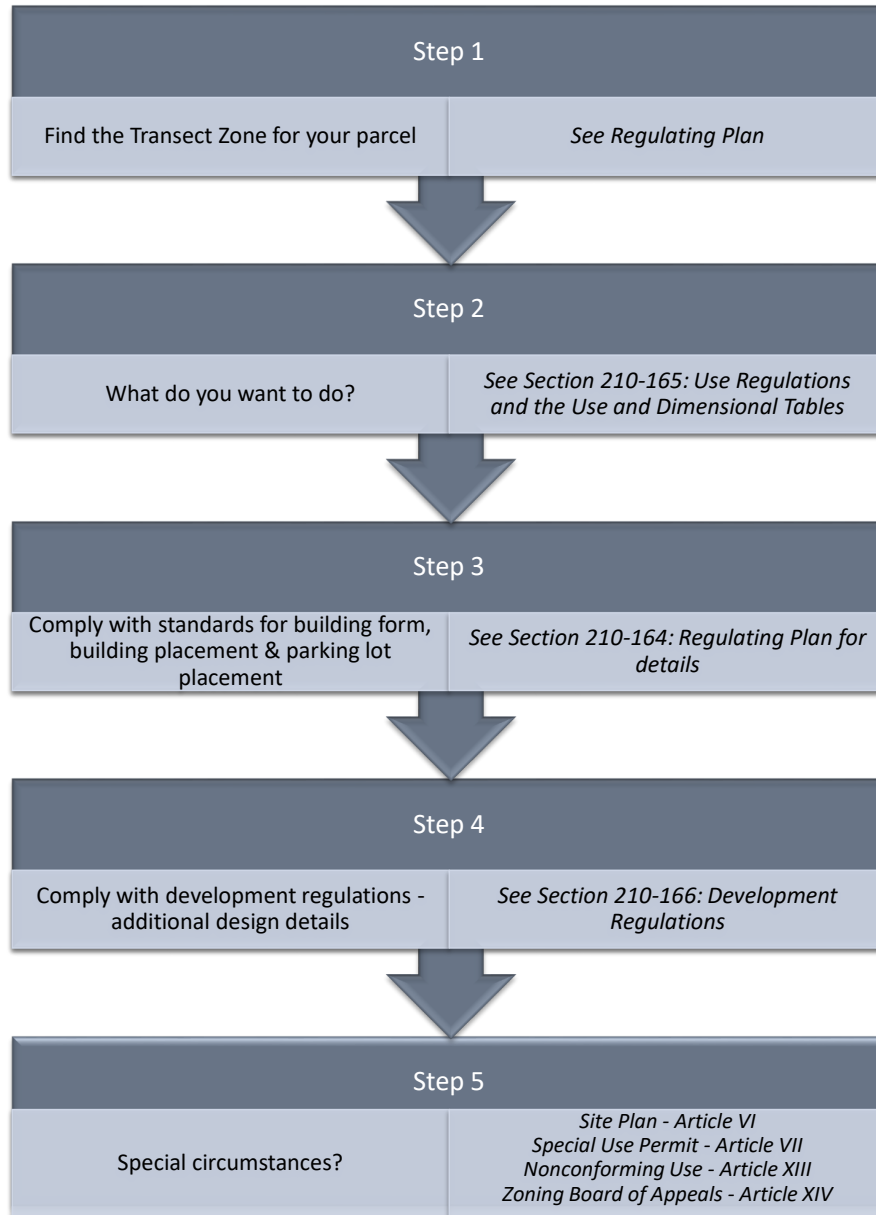 Step 1
Find the Transect Zone for your parcel
See Regulating Plan
Step 2
What do you want to do?
See Section 210-165: Use Regulations
and the Use and Dimensional Tables
Step 3
Comply with standards for building form,
building placement & parking lot
placement
See Section 210-164: Regulating Plan for
details
Step 4
Comply with development regulations -
additional design details
See Section 210-166: Development
Regulations
Step 5
Special circumstances?
Site Plan - Article VI
Special Use Permit - Article VII
Nonconforming Use - Article XIII
Zoning Board of Appeals - Article XIV